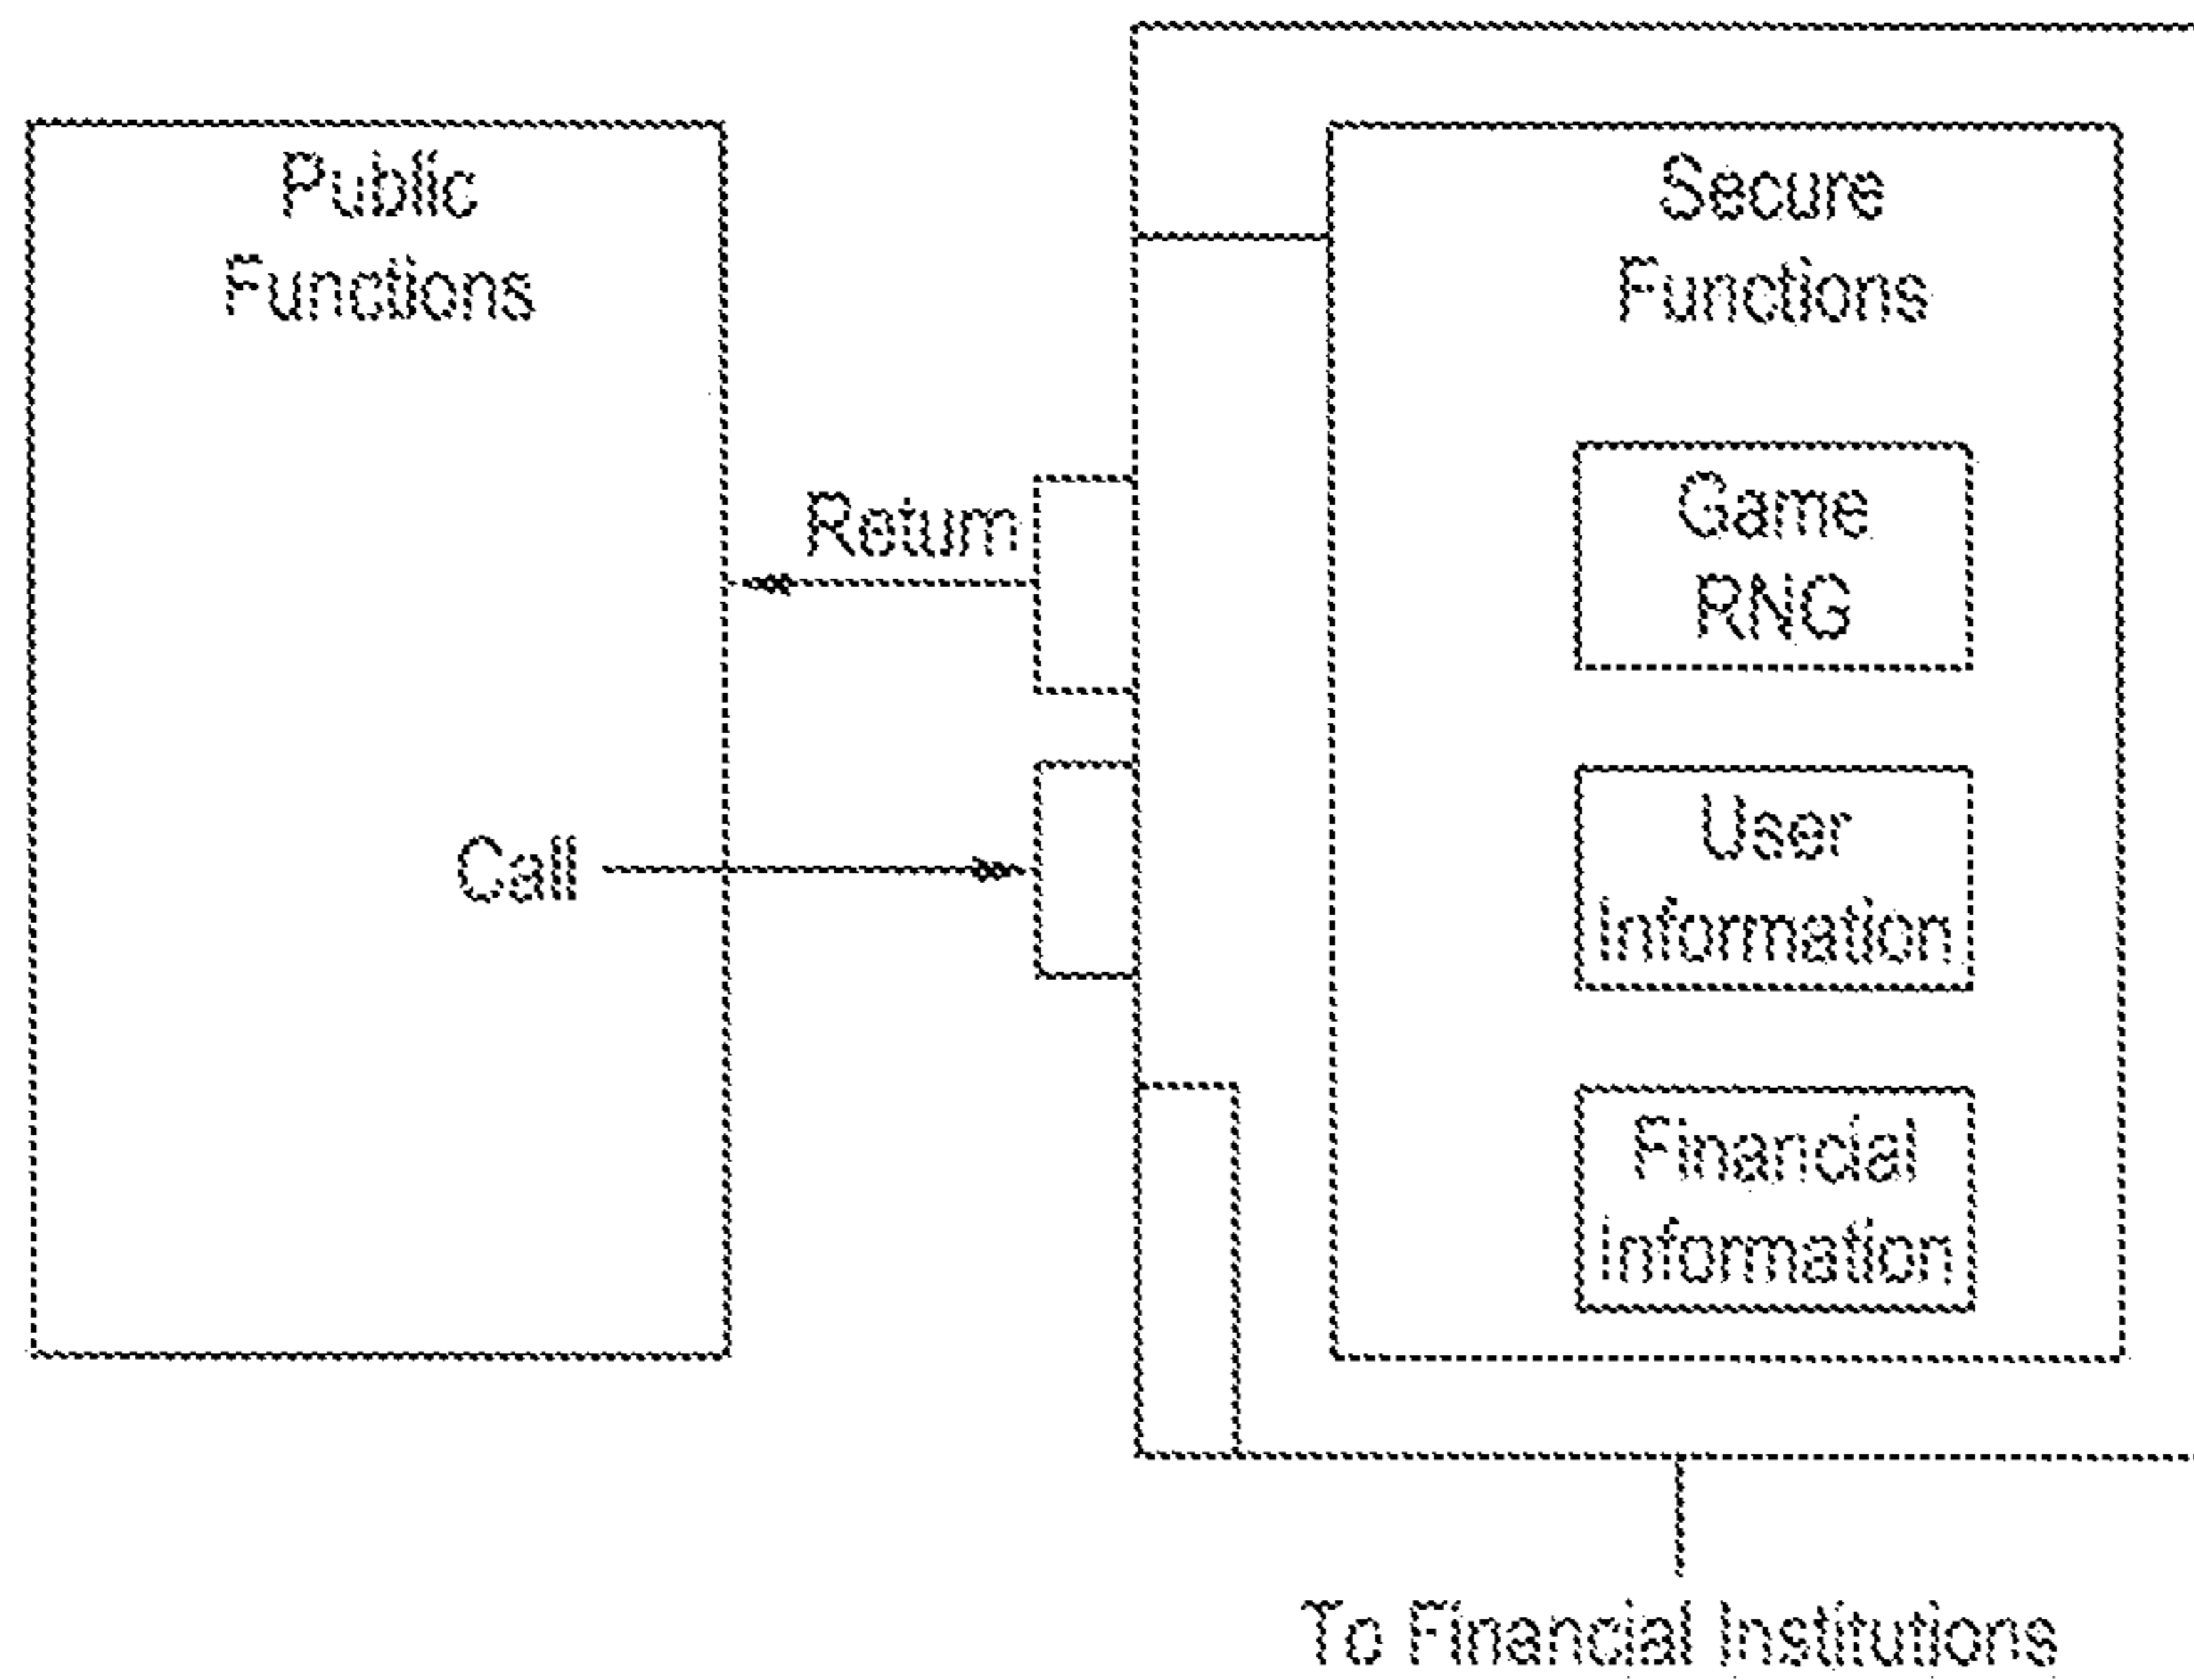 Public
Functions
Return
Call
Secure
Functions
Game
RNG
User
Information
Financial
Information
To Financial Institutions